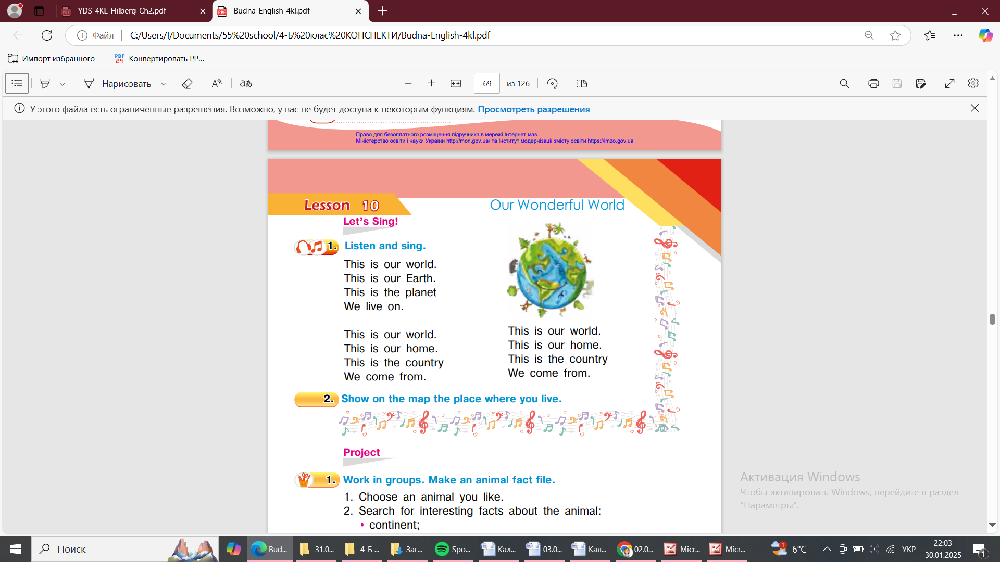 YDS-4KL-Hilberg-Ch2.pdf
Budna-English-4kl.pdf
Файл
C:/Users/I/Documents/55%20school/4-Б%20клас%20КОНСПЕКТИ/Budna-English-4kl.pdf
Импорт избранного
PDF 24
Конвертировать PP...
Нарисовать
aあ
69
из 126
У этого файла есть ограниченные разрешения. Возможно, у вас не будет доступа к некоторым функциям. Просмотреть разрешения
Право для безоплатного розміщення підручника в мережі Інтернет має
Міністерство освіти і науки України http://mon.gov.ua/ та Інститут модернізації змісту освіти https://imzo.gov.ua
Lesson 10
Our Wonderful World
Let's Sing!
1. Listen and sing.
This is our world.
This is our Earth.
This is the planet
We live on.
This is our world.
This is our home.
This is the country
We come from.
This is our world.
This is our home.
This is the country
We come from.
2. Show on the map the place where you live.
Project
1. Work in groups. Make an animal fact file.
1. Choose an animal you like.
2. Search for interesting facts about the animal:
continent;
Активация Windows
Чтобы активировать Windows, перейдите в раздел
"Параметры".
Поиск
Bud...
31.0...
4-Б ...
Заг...
Spo...
Кал...
03.0...
Кал...
02.0...
Micr...
Micr...
1
6°C
УКР
22:03
30.01.2025
1